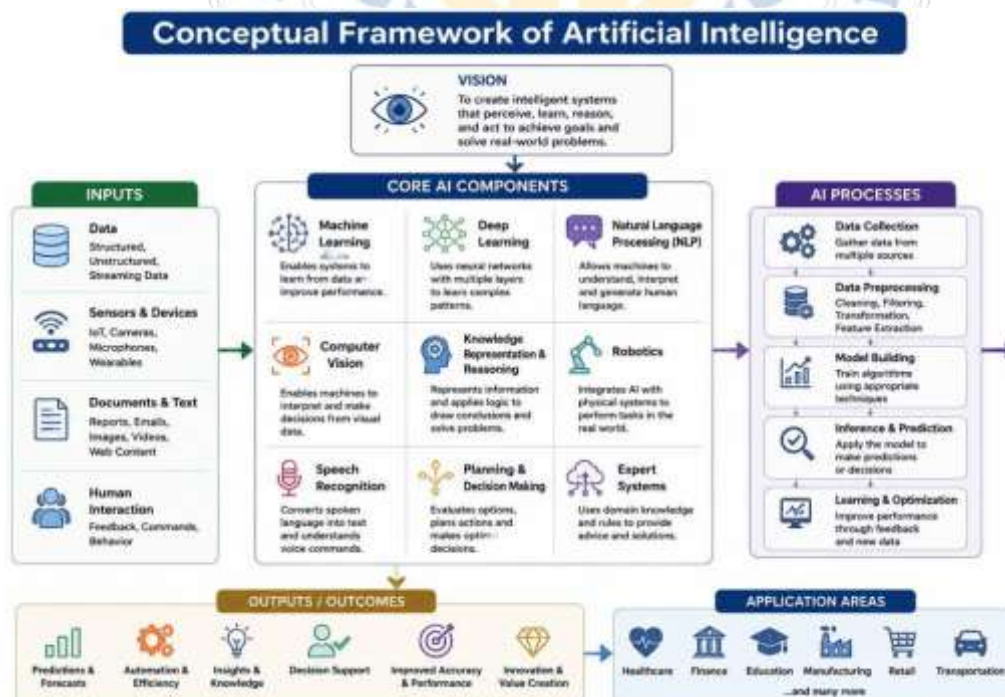 Conceptual Framework of Artificial Intelligence
VISION
To create intelligent systems
that perceive, learn, reason,
and act to achieve goals and
solve real-world problems.
INPUTS
Data
Structured,
Unstructured,
Streaming Data
Sensors & Devices
IoT, Cameras,
Microphones,
Wearables
Documents & Text
Reports, Emails,
Images, Videos,
Web Content
Human
Interaction
Feedback, Commands,
Behavior
CORE AI COMPONENTS
Machine
Learning
Enables systems to
learn from data
improve performance.
Deep
Learning
Uses neural networks
with multiple layers
to learn complex
patterns.
Natural Language
Processing (NLP)
Allows machines to
understand, interpret
and generate human
language.
Computer
Vision
Enables machines to
interpret and make
decisions from visual
data.
Knowledge
Representation &
Reasoning
Represents information
and applies logic to
draw conclusions and
solve problems.
Robotics
Integrates AI with
physical systems to
perform tasks in the
real world.
Speech
Recognition
Converts spoken
language into text
and understands
voice commands.
Planning &
Decision Making
Evaluates options,
plans actions and
makes
decisions.
Expert
Systems
Uses domain knowledge
and rules to provide
advice and solutions.
AI PROCESSES
Data Collection
Gather data from
multiple sources
Data Preprocessing
Cleaning, Filtering,
Transformation,
Feature Extraction
Model Building
Train algorithms
using appropriate
techniques
Inference & Prediction
Apply the model to
make predictions
or decisions
Learning & Optimization
Improve performance
through feedback
and new data
OUTPUTS / OUTCOMES
Predictions &
Forecasts
Automation &
Efficiency
Insights &
Knowledge
Decision Support
Improved Accuracy
& Performance
Innovation &
Value Creation
APPLICATION AREAS
Healthcare
Finance
Education
Manufacturing
Retail
Transportation
...and many more